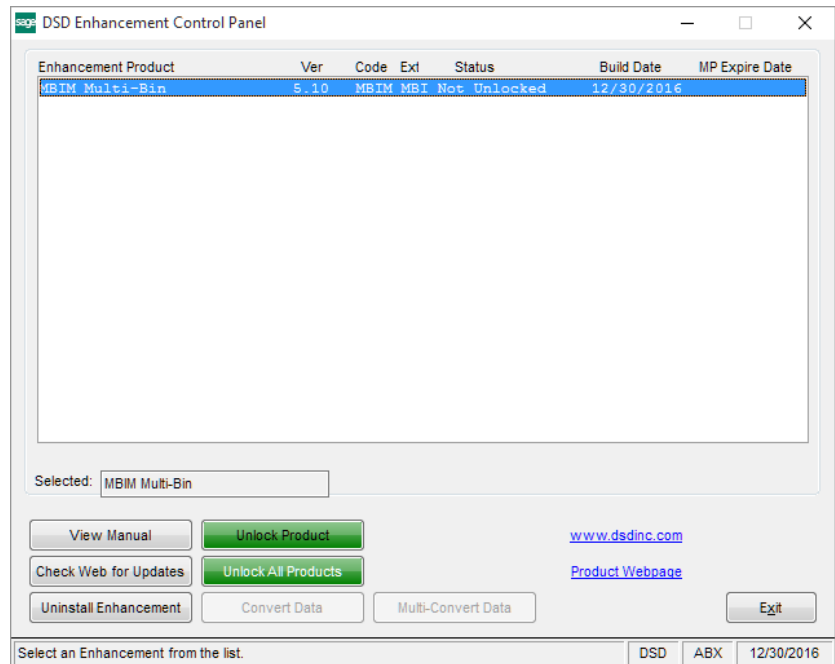 sage DSD Enhancement Control Panel
Enhancement Product Ver Code Ext Status Build Date MP Expire Date
MBIM Multi-Bin 5.10 MBIM MBI Not Unlocked 12/30/2016
Selected: MBIM Multi-Bin
View Manual Unlock Product www.dsdinc.com
Check Web for Updates Unlock All Products Product Webpage
Uninstall Enhancement Convert Data Multi-Convert Data Exit
Select an Enhancement from the list. DSD ABX 12/30/2016